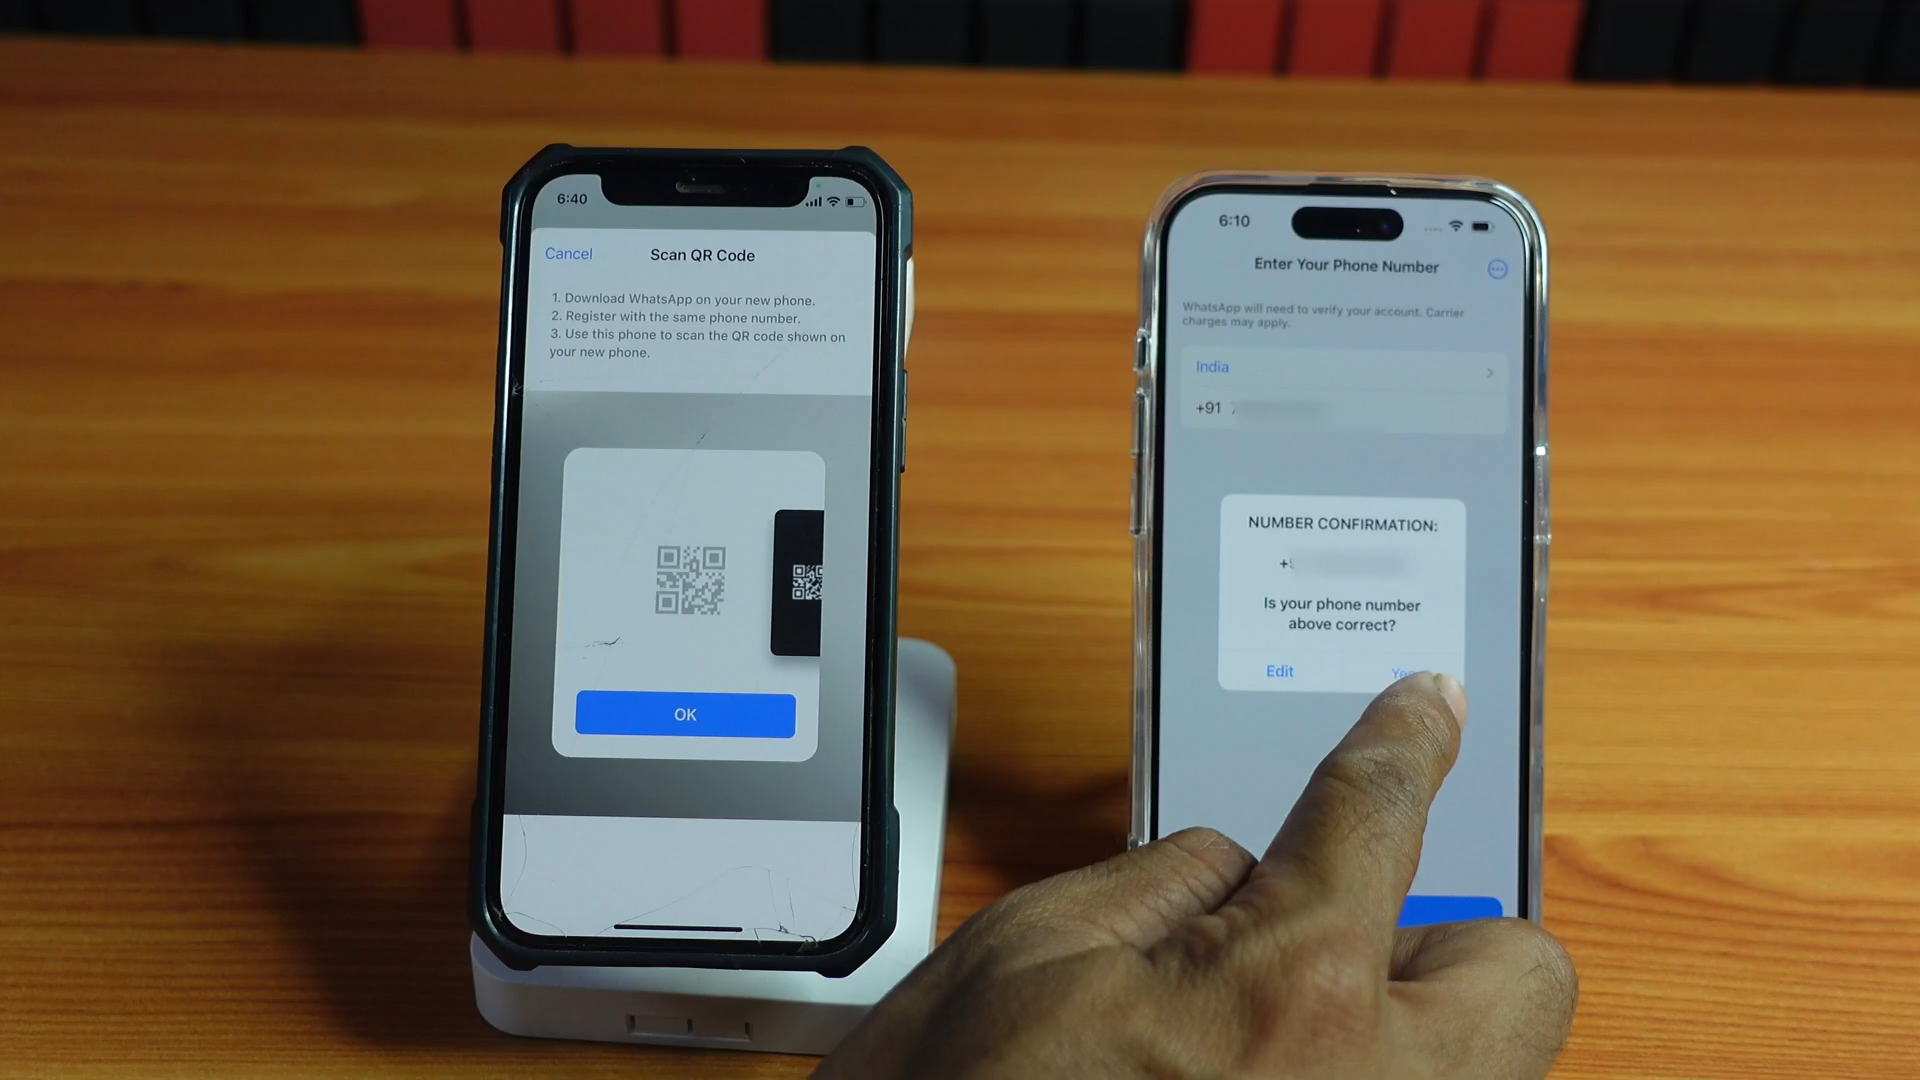 6:40
Cancel
Scan QR Code
1. Download WhatsApp on your new phone.
2. Register with the same phone number.
3. Use this phone to scan the QR code shown on
your new phone.
OK
6:10
Enter Your Phone Number
WhatsApp will need to verify your account. Carrier
charges may apply.
India
+91
NUMBER CONFIRMATION:
Is your phone number
above correct?
Edit